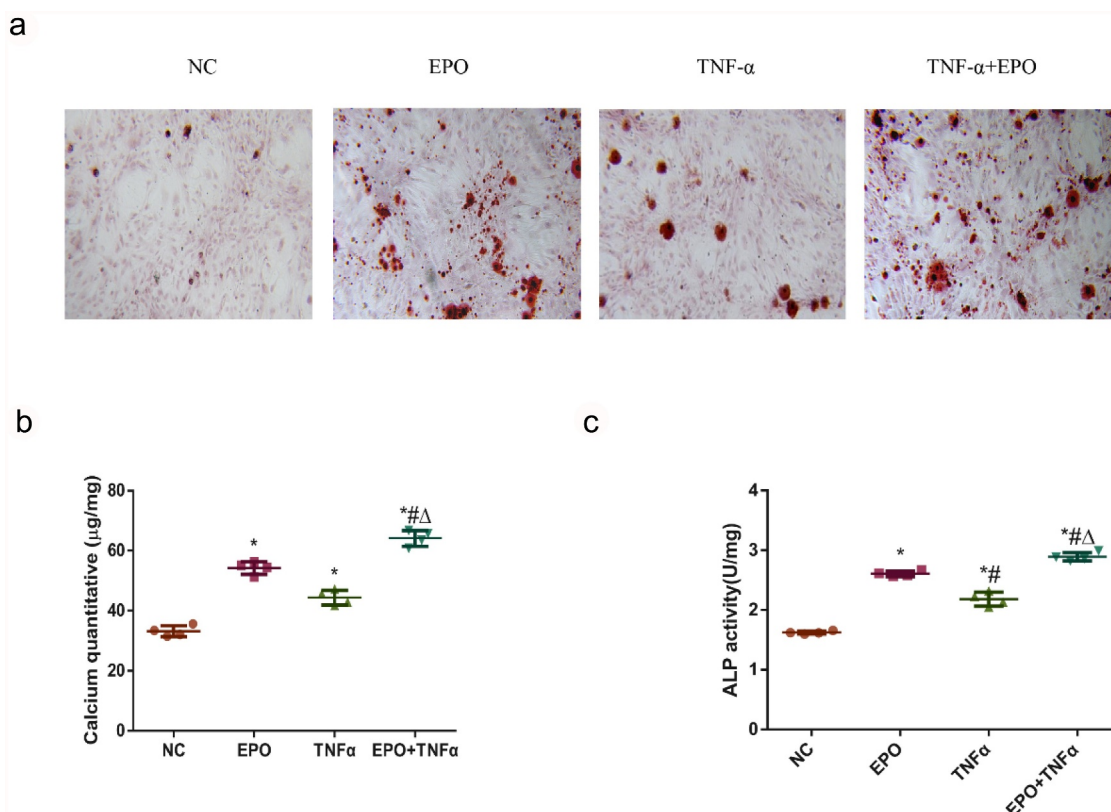 a
NC EPO TNF-α TNF-α+EPO
b
Calcium quantitative (μg/mg)
80
60
40
20
0
*
*
*#Δ
NC EPO TNFα EPO+TNFα
c
ALP activity(U/mg)
4
3
2
1
0
*
*#
*#Δ
NC EPO TNFα EPO+TNFα